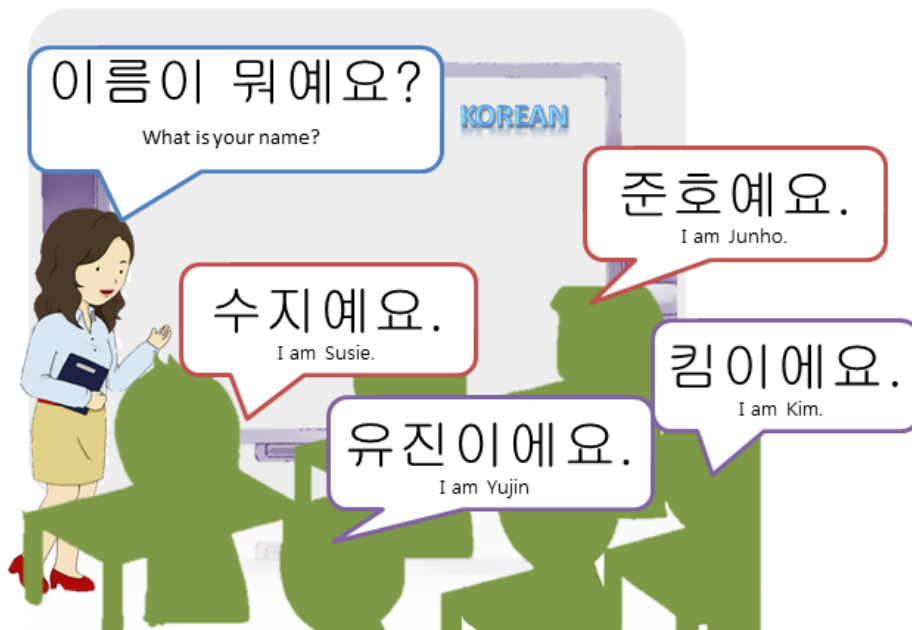 이름이 뭐예요?
What is your name?
KOREAN
준호예요.
I am Junho.
수지예요.
I am Susie.
킴이에요.
I am Kim.
유진이에요.
I am Yujin